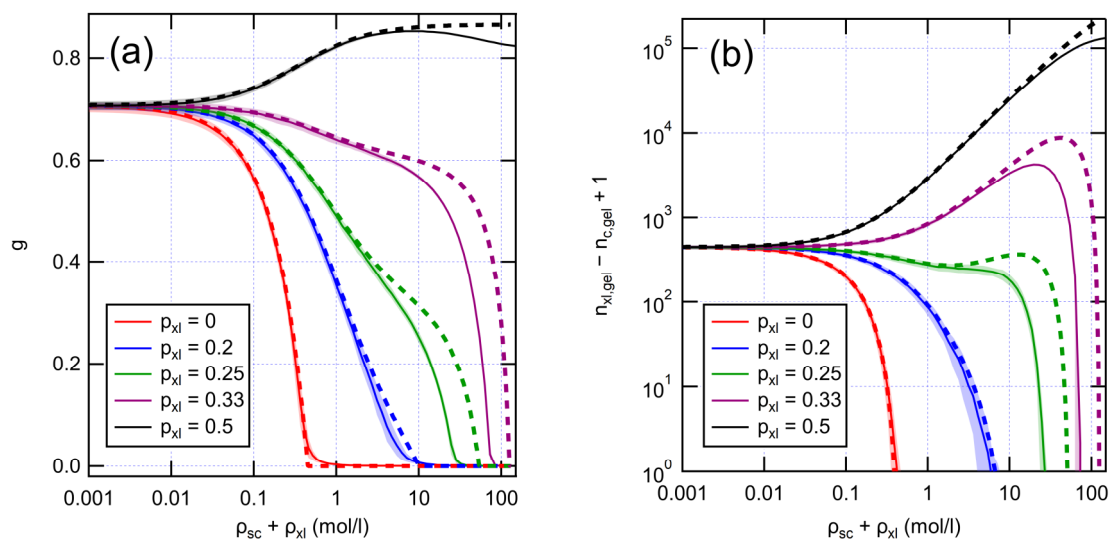 (a)
g
0.8
0.6
0.4
0.2
0.0
p_xl = 0
p_xl = 0.2
p_xl = 0.25
p_xl = 0.33
p_xl = 0.5
0.001 0.01 0.1 1 10 100
ρ_sc + ρ_xl (mol/l)
(b)
n_xl,gel − n_c,gel + 1
10^5
10^4
10^3
10^2
10^1
10^0
p_xl = 0
p_xl = 0.2
p_xl = 0.25
p_xl = 0.33
p_xl = 0.5
0.001 0.01 0.1 1 10 100
ρ_sc + ρ_xl (mol/l)